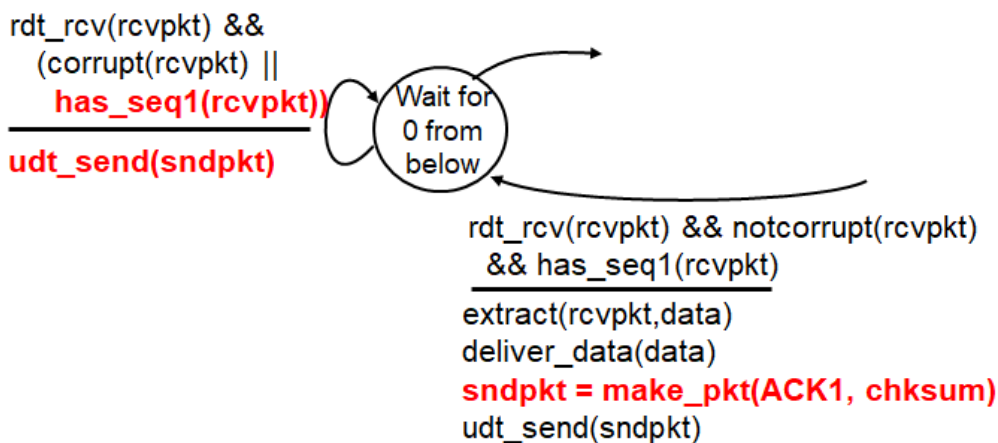 rdt_rcv(rcvpkt) &&
(corrupt(rcvpkt) ||
has_seq1(rcvpkt))
udt_send(sndpkt)
Wait for
0 from
below
rdt_rcv(rcvpkt) && notcorrupt(rcvpkt)
&& has_seq1(rcvpkt)
extract(rcvpkt,data)
deliver_data(data)
sndpkt = make_pkt(ACK1, chksum)
udt_send(sndpkt)